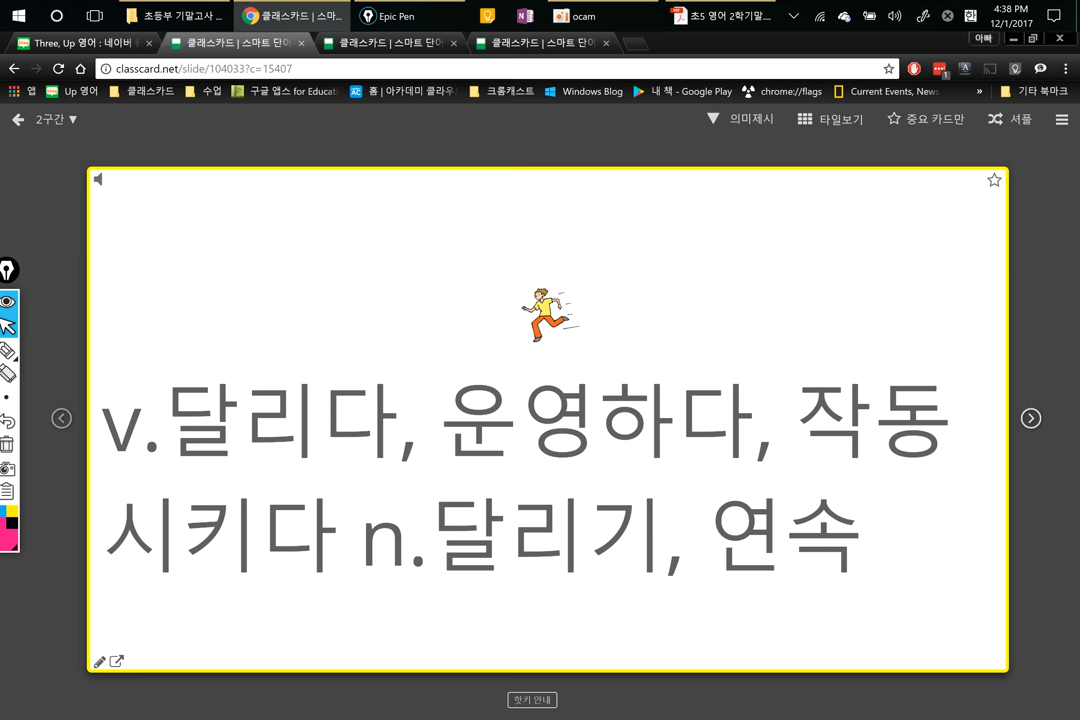 초등부 기말고사 ...
클래스카드 | 스마...
Epic Pen
ocam
초5 영어 2학기기말...
한
4:38 PM
12/1/2017
Three, Up 영어 : 네이버
클래스카드 | 스마트 단어
클래스카드 | 스마트 단어
클래스카드 | 스마트 단어
아빠
classcard.net/slide/104033?c=15407
1
앱
Up 영어
클래스카드
수업
구글 앱스 for Educati
홈 | 아카데미 클라우
크롬캐스트
Windows Blog
내 책 - Google Play
chrome://flags
Current Events, News
»
기타 북마크
2구간 ▼
의미제시
타일보기
중요 카드만
셔플
v.달리다, 운영하다, 작동
시키다 n.달리기, 연속
핫키 안내